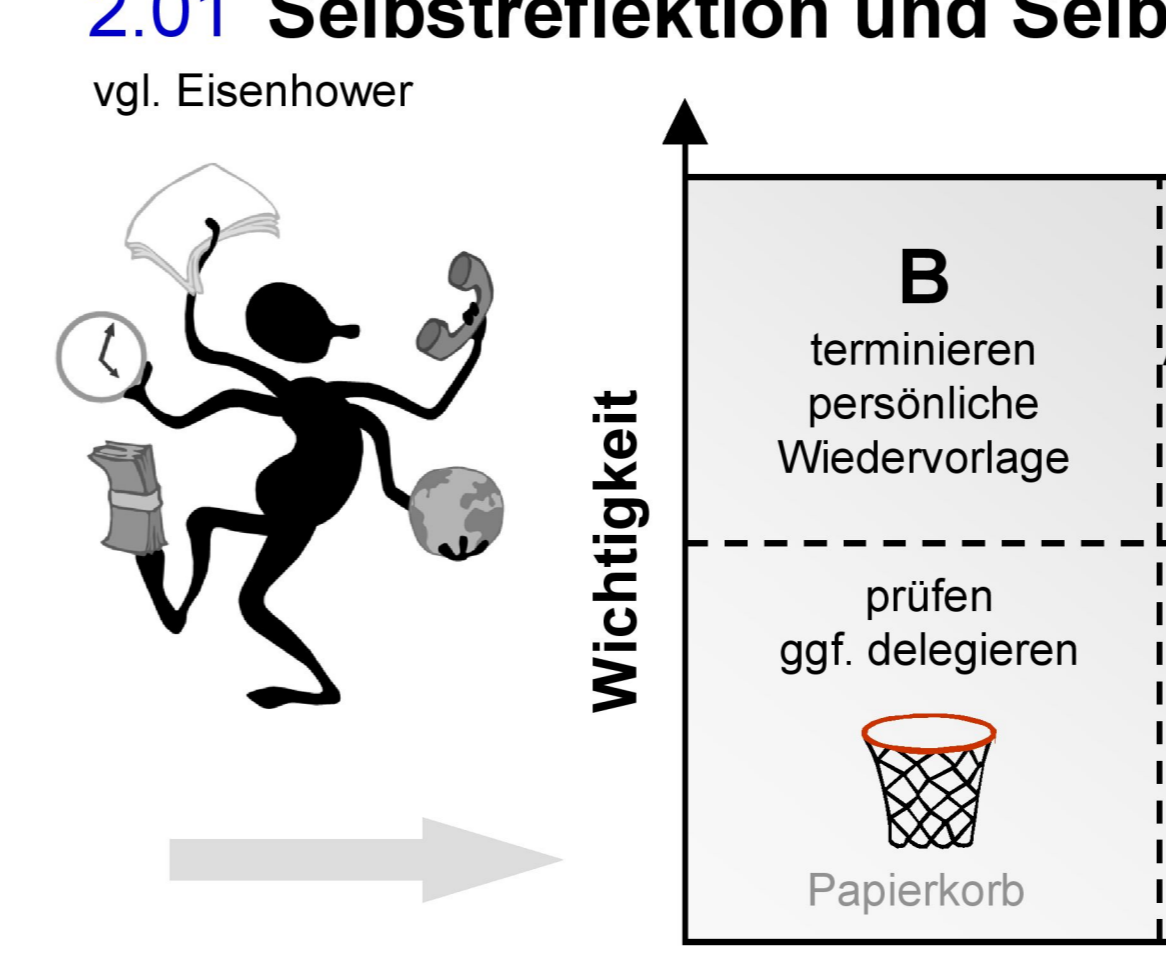 2.01 Selbstreflektion und Selb
vgl. Eisenhower
Wichtigkeit
B
terminieren
persönliche
Wiedervorlage
prüfen
ggf. delegieren
Papierkorb